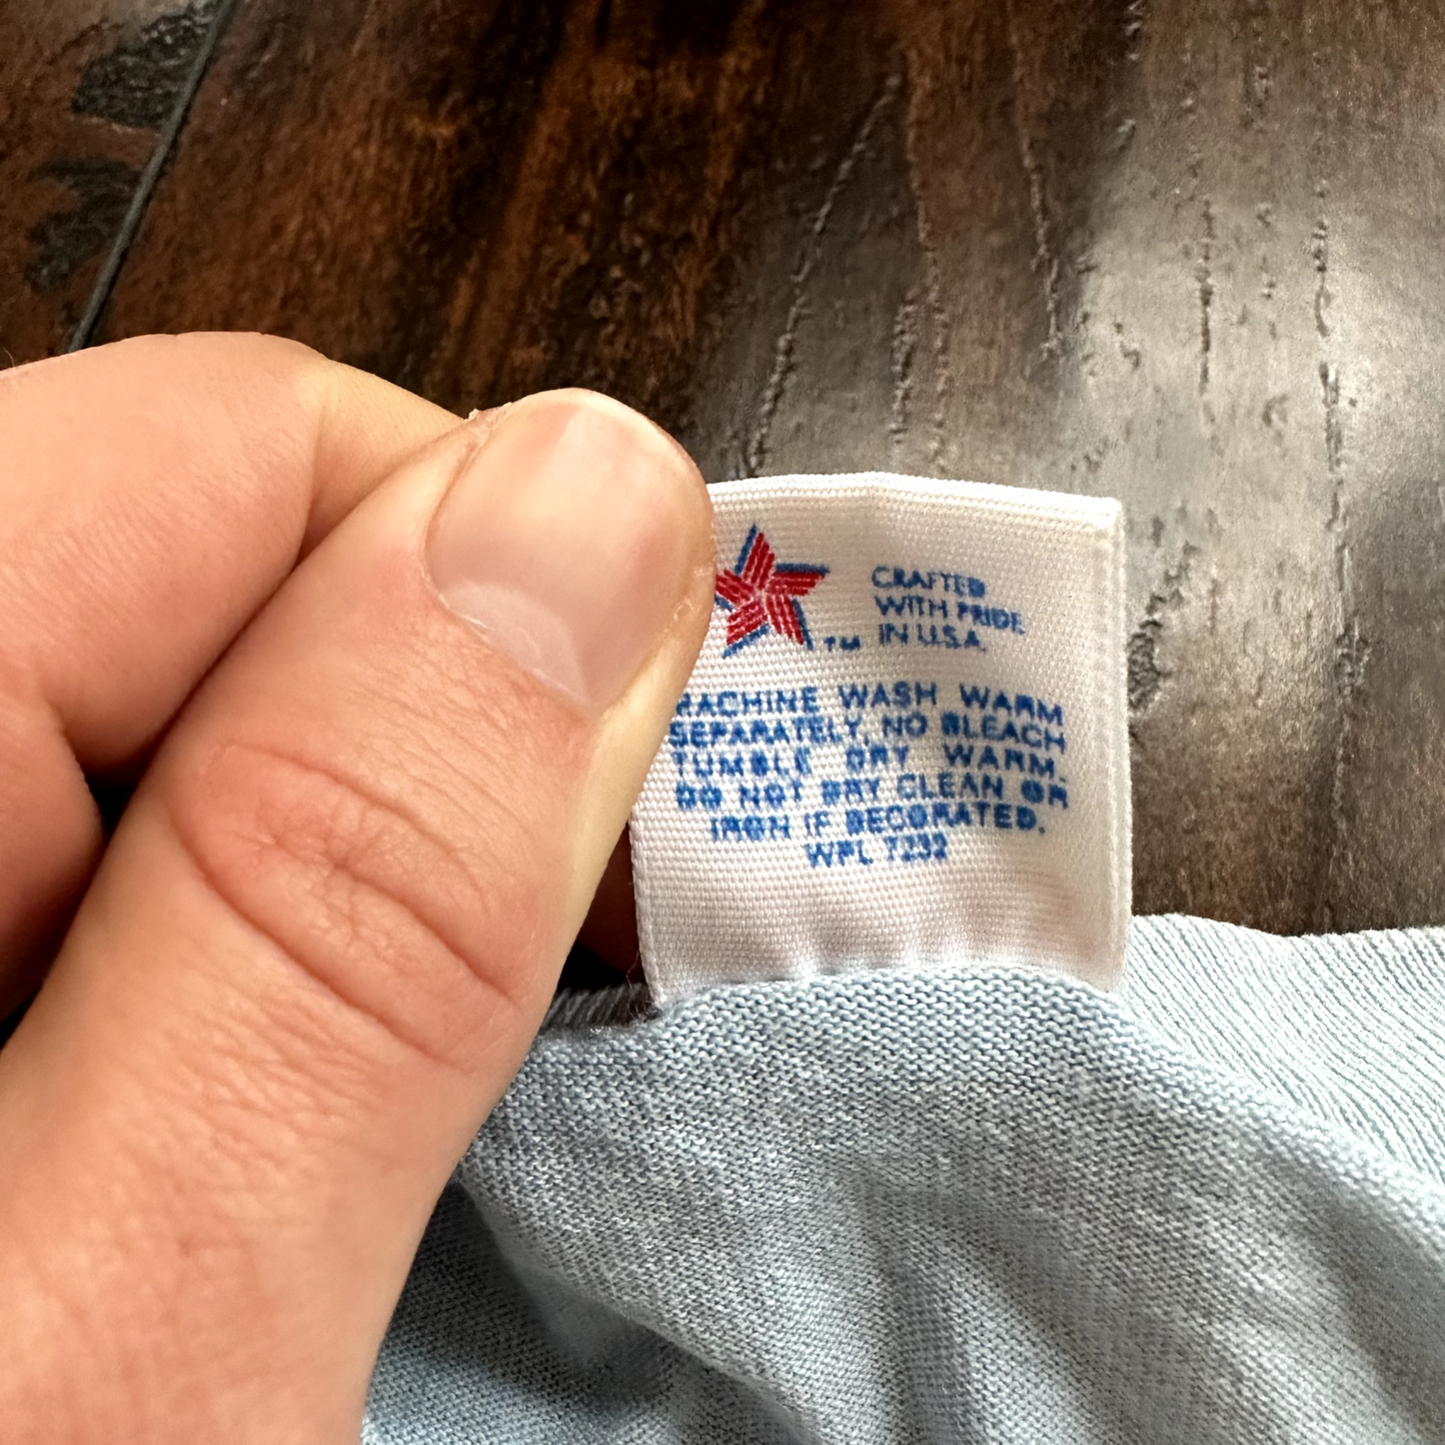 CRAFTED
WITH PRIDE
IN U.S.A.
TM
MACHINE WASH WARM
SEPARATELY, NO BLEACH
TUMBLE DRY WARM.
DO NOT DRY CLEAN OR
IRON IF DECORATED.
WPL 7232